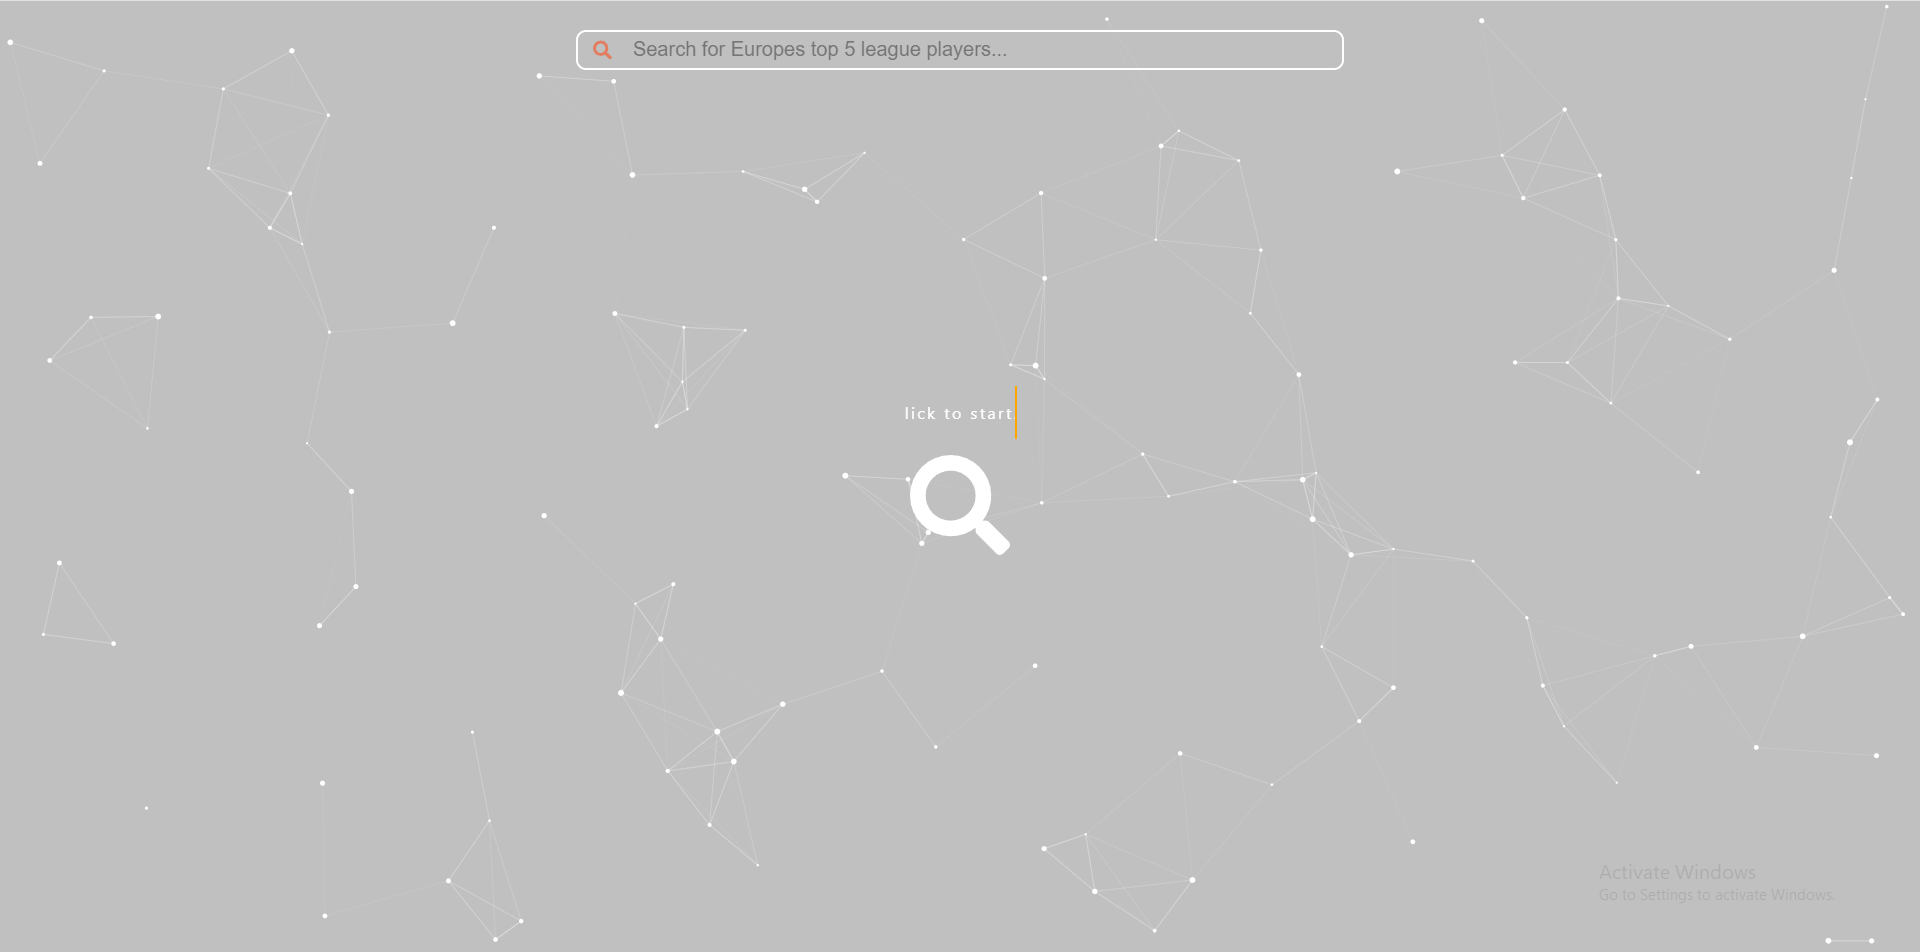 Search for Europes top 5 league players...
lick to start
Activate Windows
Go to Settings to activate Windows.